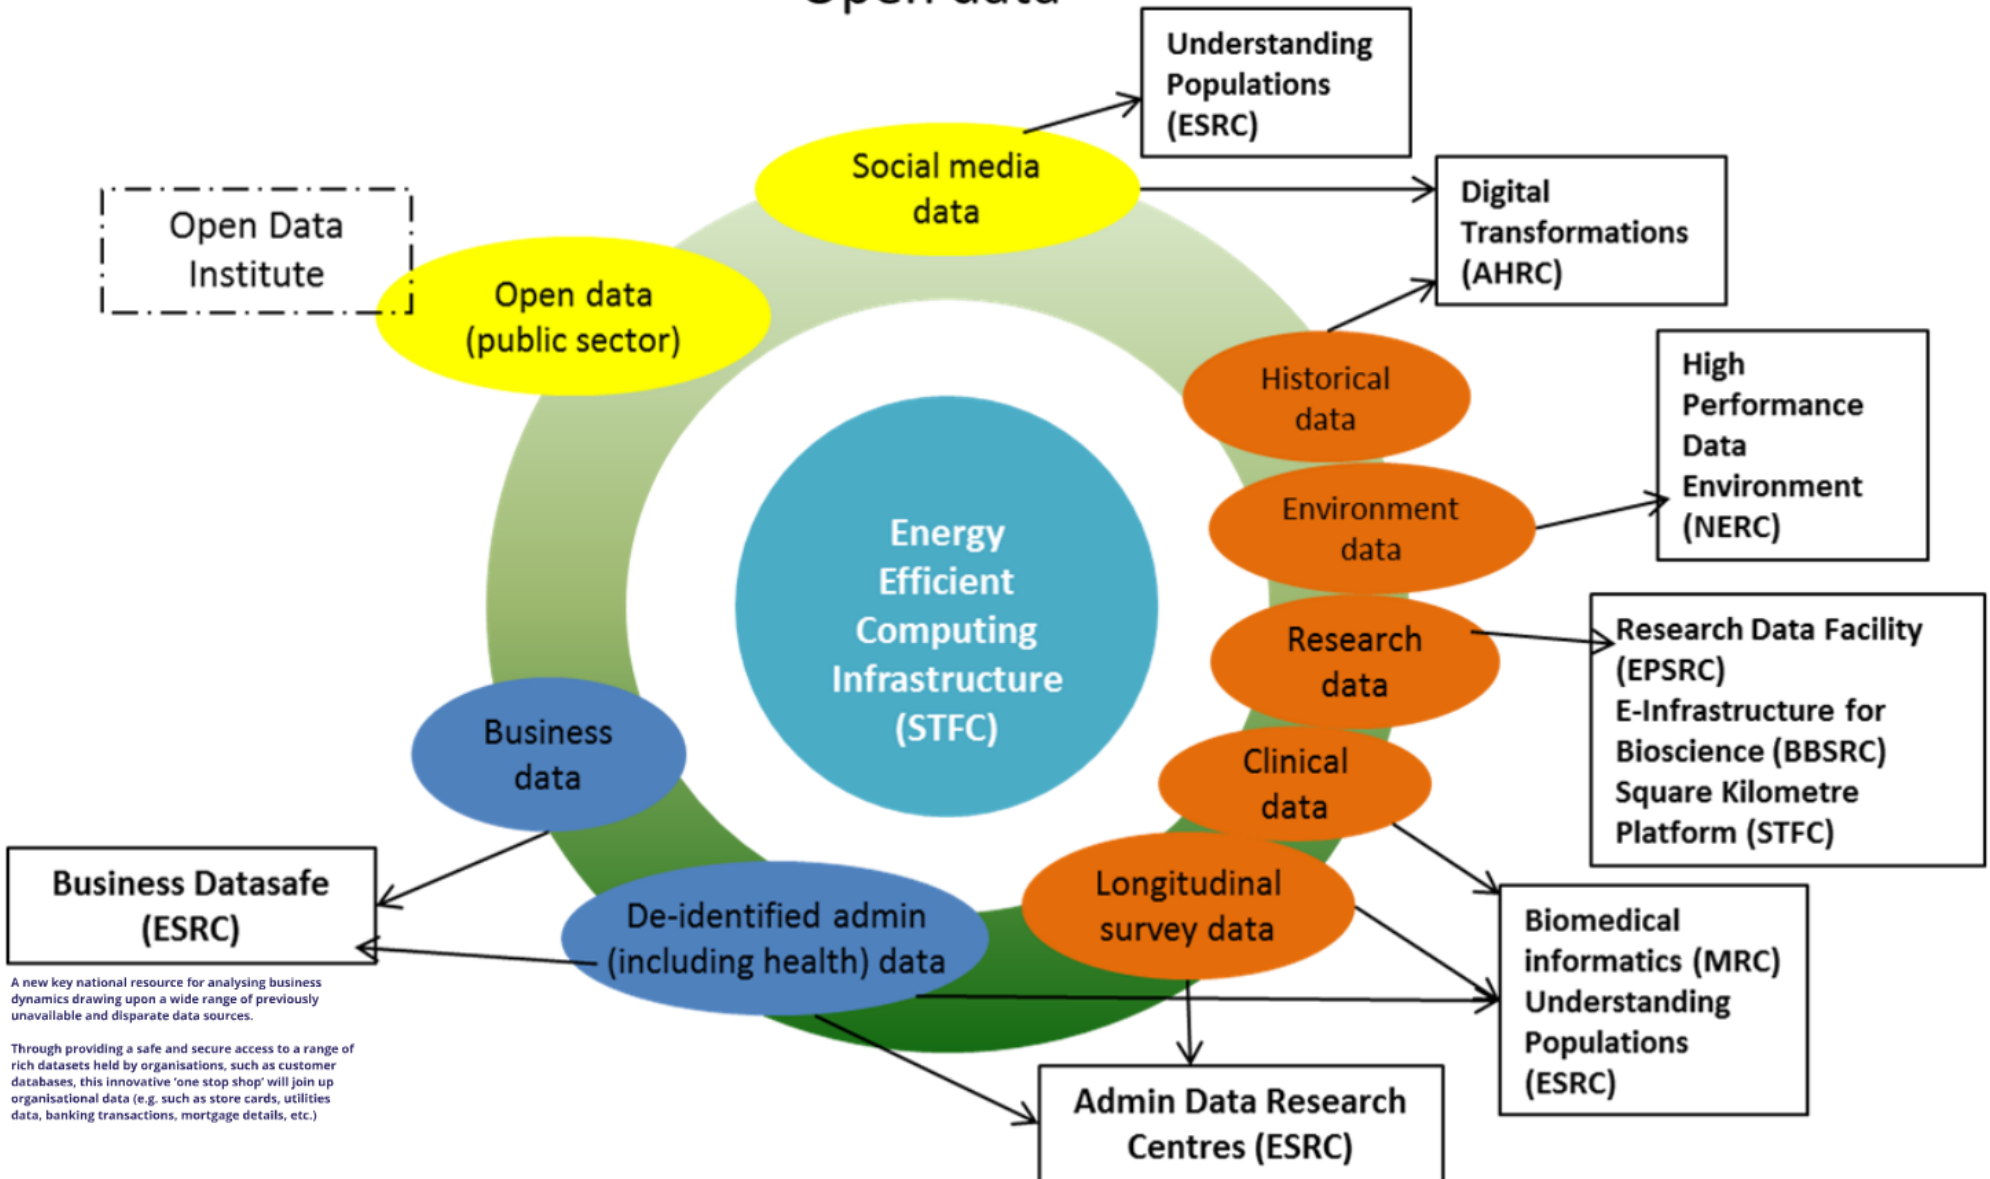 Open data
Understanding
Populations
(ESRC)
Social media
data
Digital
Transformations
(AHRC)
Open Data
Institute
Open data
(public sector)
Historical
data
High
Performance
Data
Environment
(NERC)
Environment
data
Energy
Efficient
Computing
Infrastructure
(STFC)
Research
data
Research Data Facility
(EPSRC)
E-Infrastructure for
Bioscience (BBSRC)
Square Kilometre
Platform (STFC)
Business
data
Clinical
data
Business Datasafe
(ESRC)
De-identified admin
(including health) data
Longitudinal
survey data
Biomedical
informatics (MRC)
Understanding
Populations
(ESRC)
A new key national resource for analysing business
dynamics drawing upon a wide range of previously
unavailable and disparate data sources.
Through providing a safe and secure access to a range of
rich datasets held by organisations, such as customer
databases, this innovative ‘one stop shop’ will join up
organisational data (e.g. such as store cards, utilities
data, banking transactions, mortgage details, etc.)
Admin Data Research
Centres (ESRC)